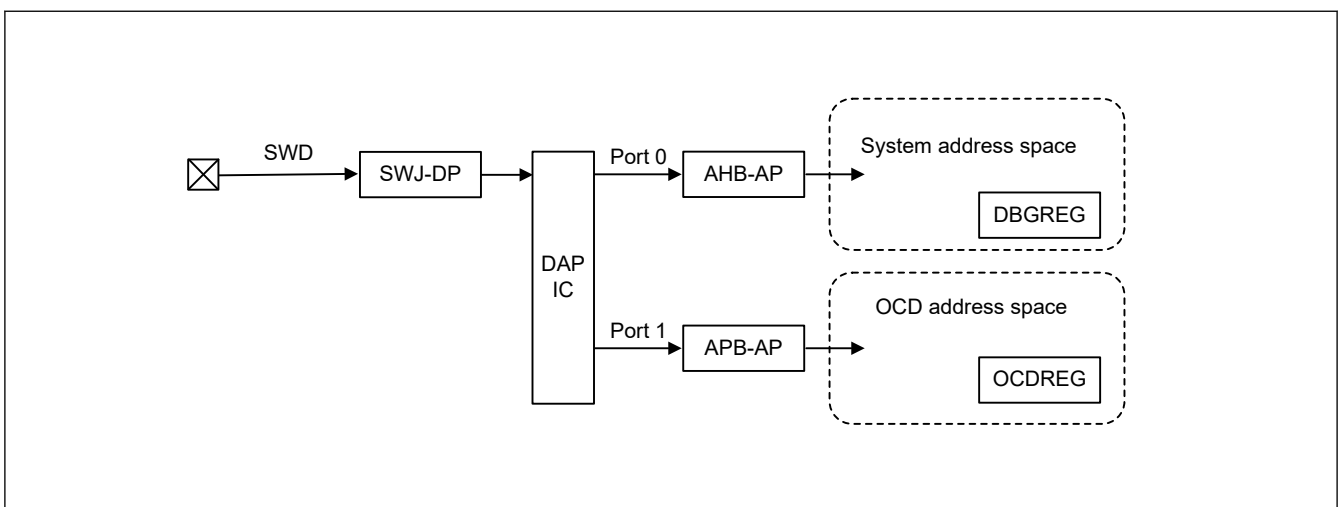 System address space
SWD
Port 0
SWJ-DP
AHB-AP
DBGREG
DAP
IC
OCD address space
Port 1
APB-AP
OCDREG